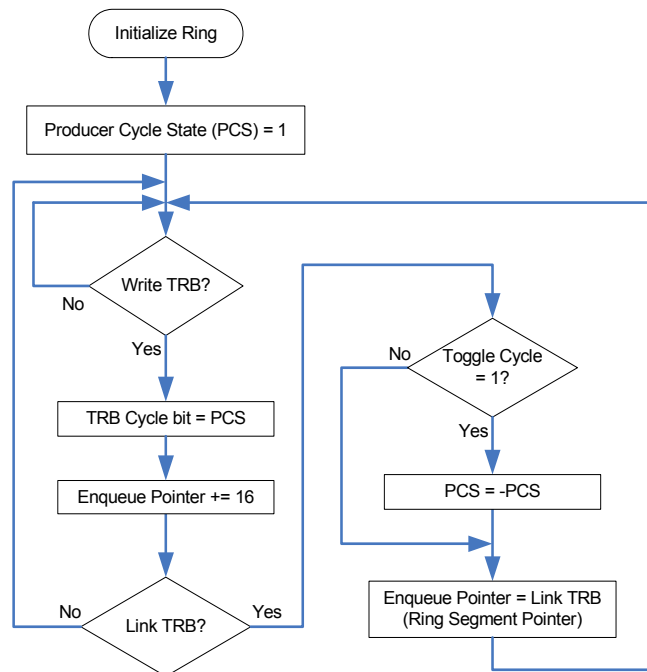 Initialize Ring
Producer Cycle State (PCS) = 1
Write TRB?
No
Yes
TRB Cycle bit = PCS
Enqueue Pointer += 16
Link TRB?
No
Yes
Toggle Cycle
= 1?
No
Yes
PCS = -PCS
Enqueue Pointer = Link TRB
(Ring Segment Pointer)